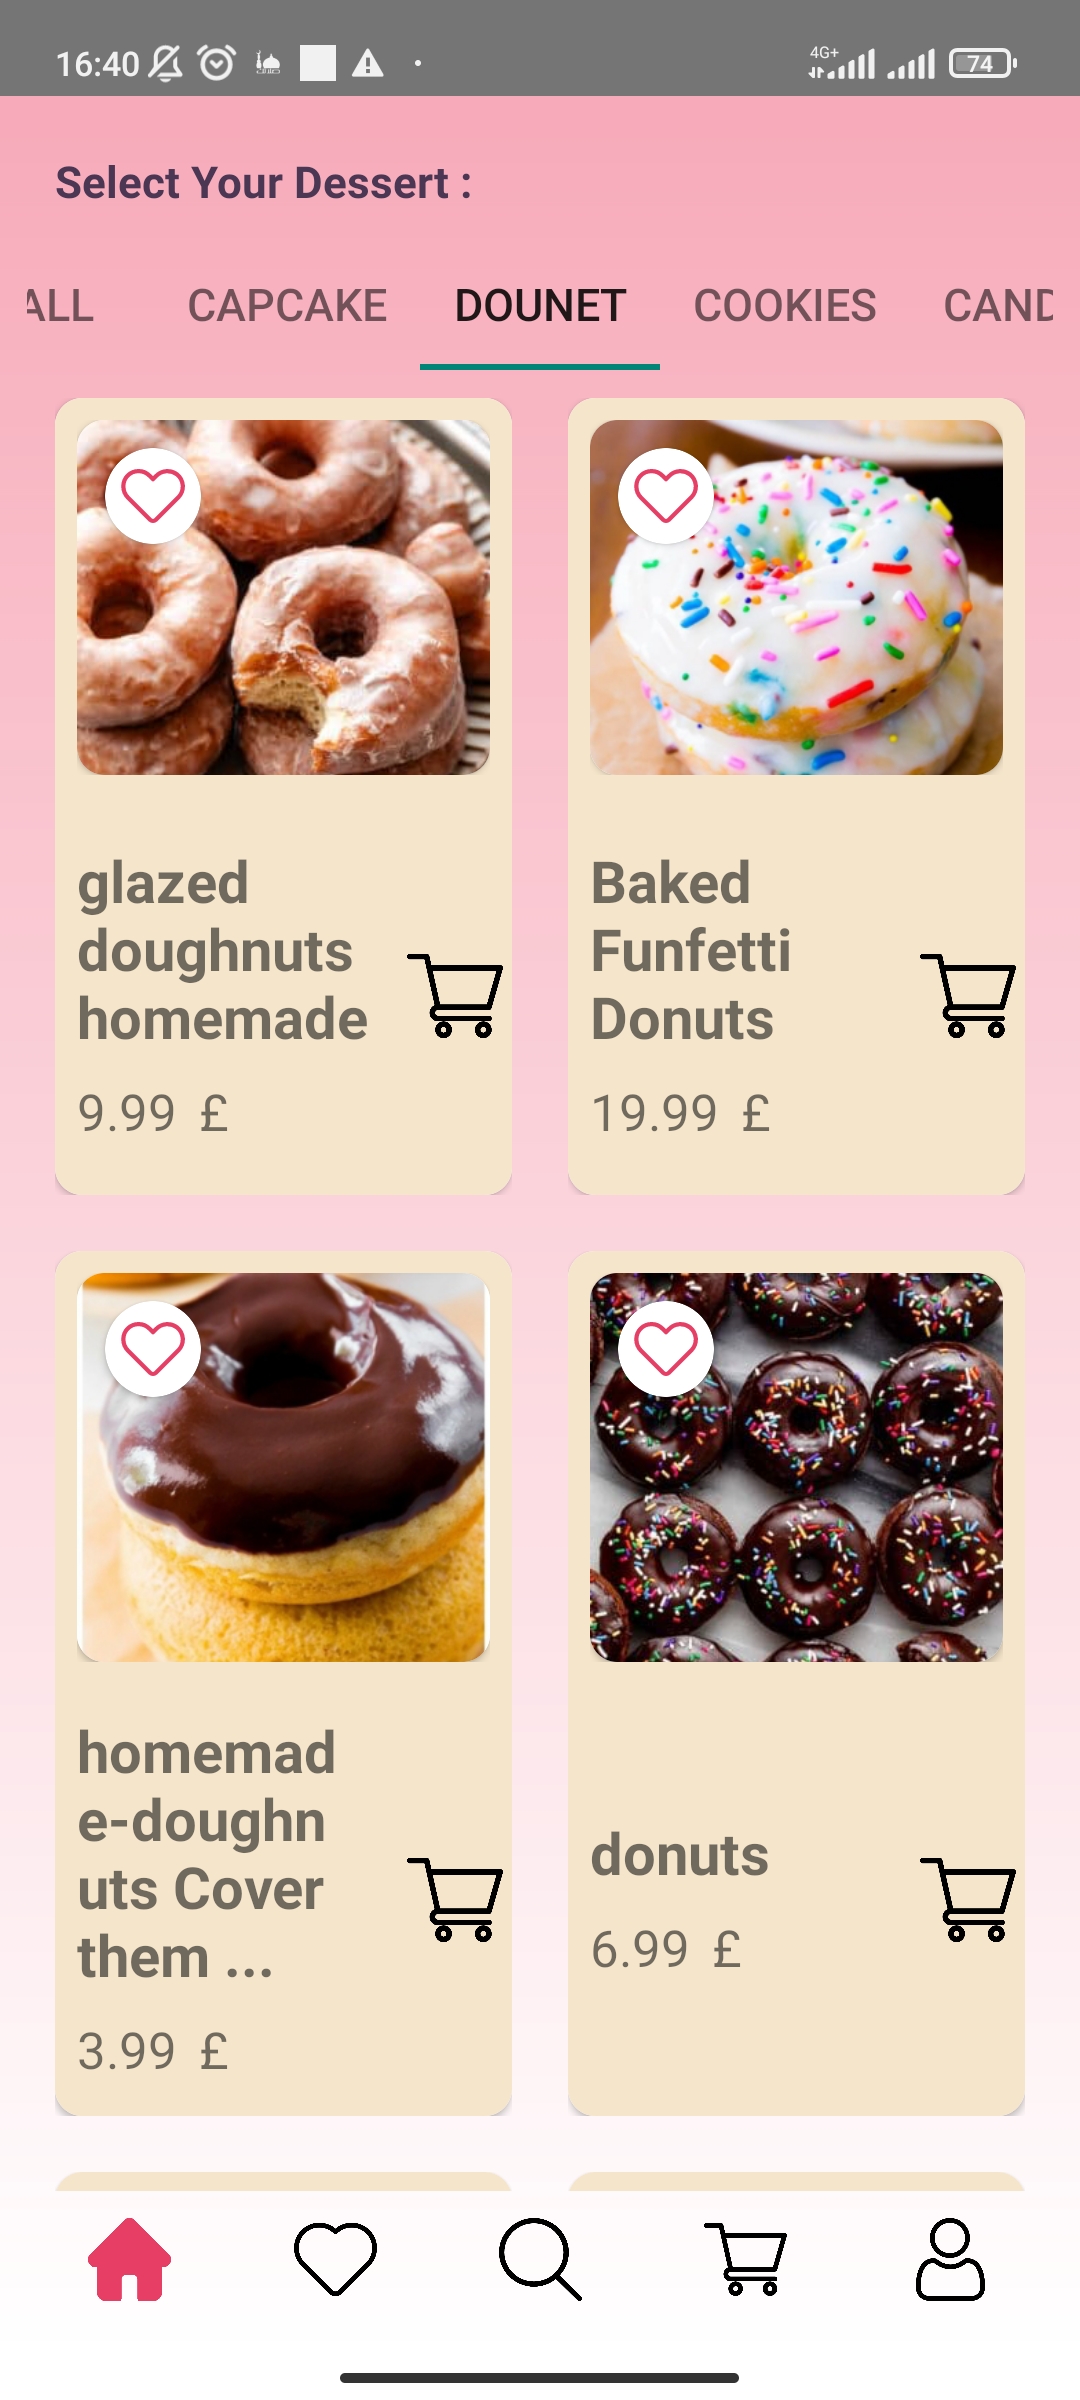 16:40
4G+
74
Select Your Dessert :
ALL CAPCAKE DOUNET COOKIES CAND
glazed
doughnuts
homemade
9.99 £
Baked
Funfetti
Donuts
19.99 £
homemad
e-doughn
uts Cover
them ...
3.99 £
donuts
6.99 £